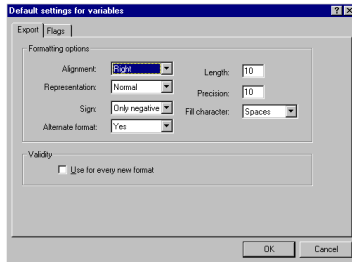 Default settings for variables
Export Flags
Formatting options
Alignment: Right Length: 10
Representation: Normal Precision: 10
Sign: Only negative Fill character: Spaces
Alternate format: Yes
Validity
Use for every new format
OK Cancel